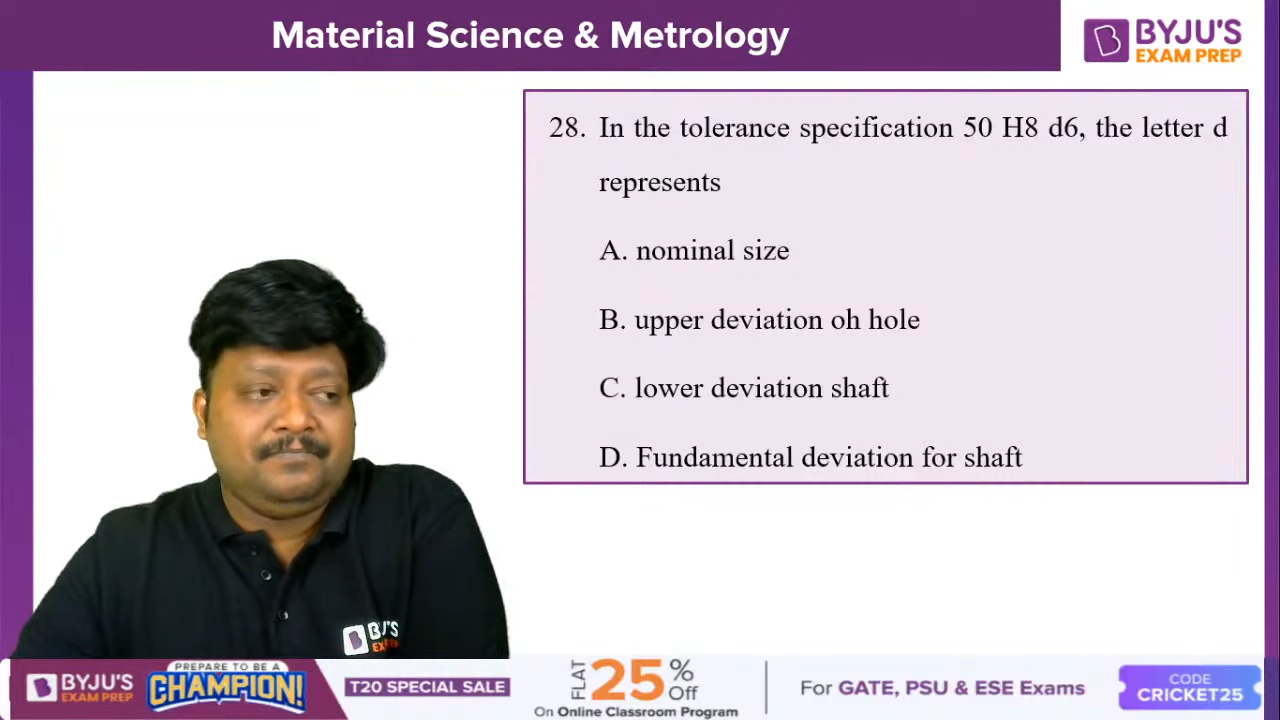 Material Science & Metrology
BYJU'S
EXAM PREP
28. In the tolerance specification 50 H8 d6, the letter d
represents
A. nominal size
B. upper deviation oh hole
C. lower deviation shaft
D. Fundamental deviation for shaft
BYJU'S
EXAM PREP
BYJU'S
EXAM PREP
PREPARE TO BE A
CHAMPION!
T20 SPECIAL SALE
FLAT 25% Off
On Online Classroom Program
For GATE, PSU & ESE Exams
CODE
CRICKET25